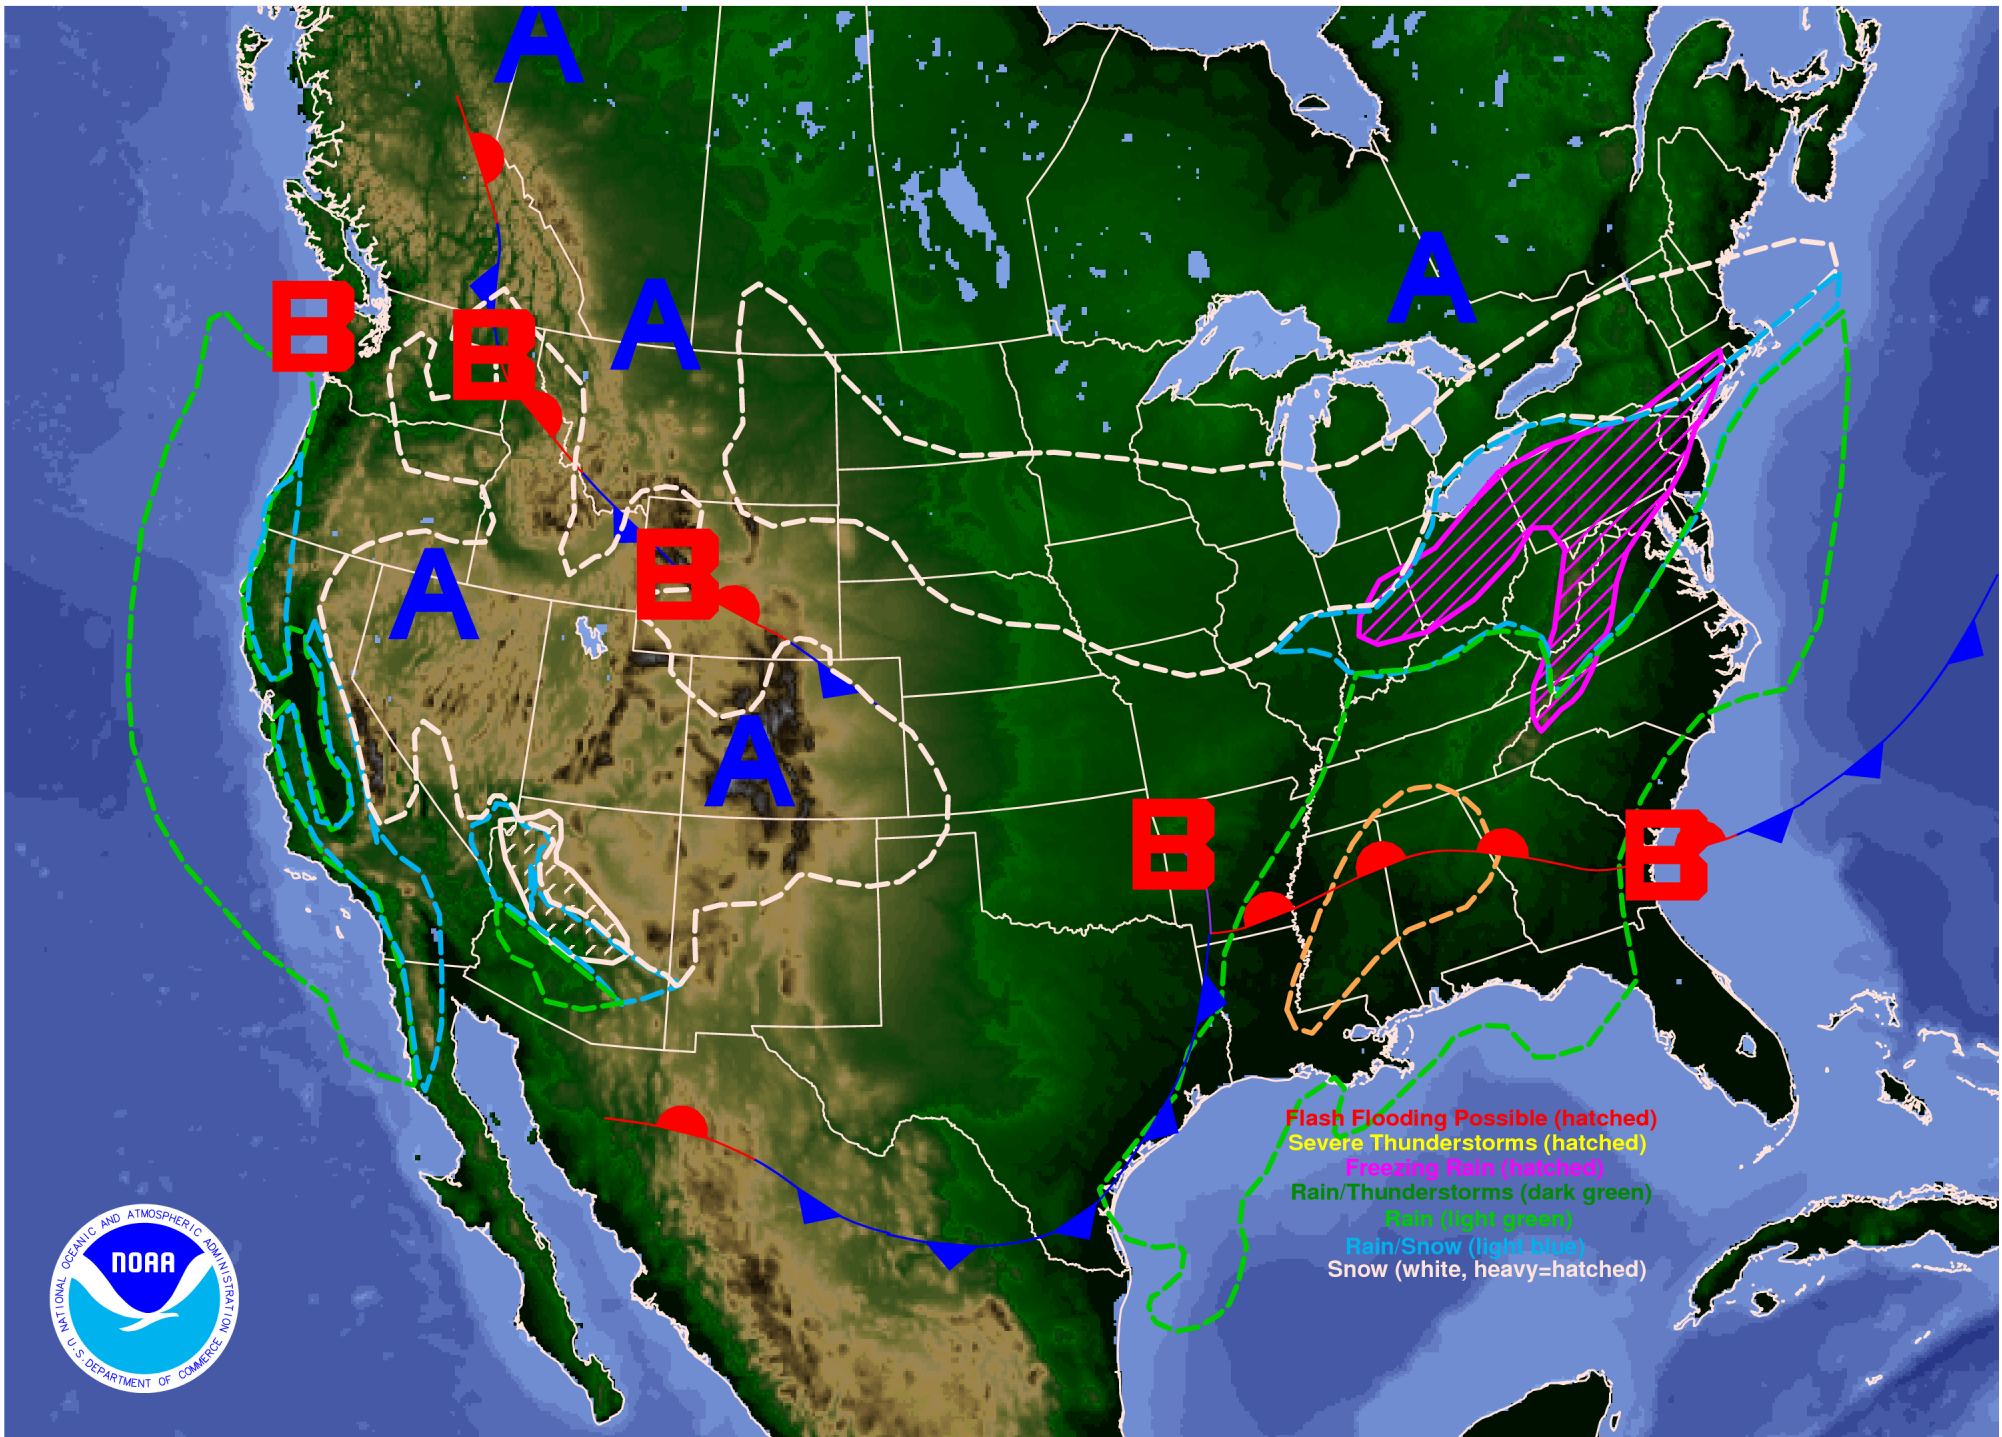 A
A
A
B
B
A
B
A
B
B
Flash Flooding Possible (hatched)
Severe Thunderstorms (hatched)
Freezing Rain (hatched)
Rain/Thunderstorms (dark green)
Rain (light green)
Rain/Snow (light blue)
Snow (white, heavy=hatched)
NATIONAL OCEANIC AND ATMOSPHERIC ADMINISTRATION
NOAA
U.S. DEPARTMENT OF COMMERCE
A